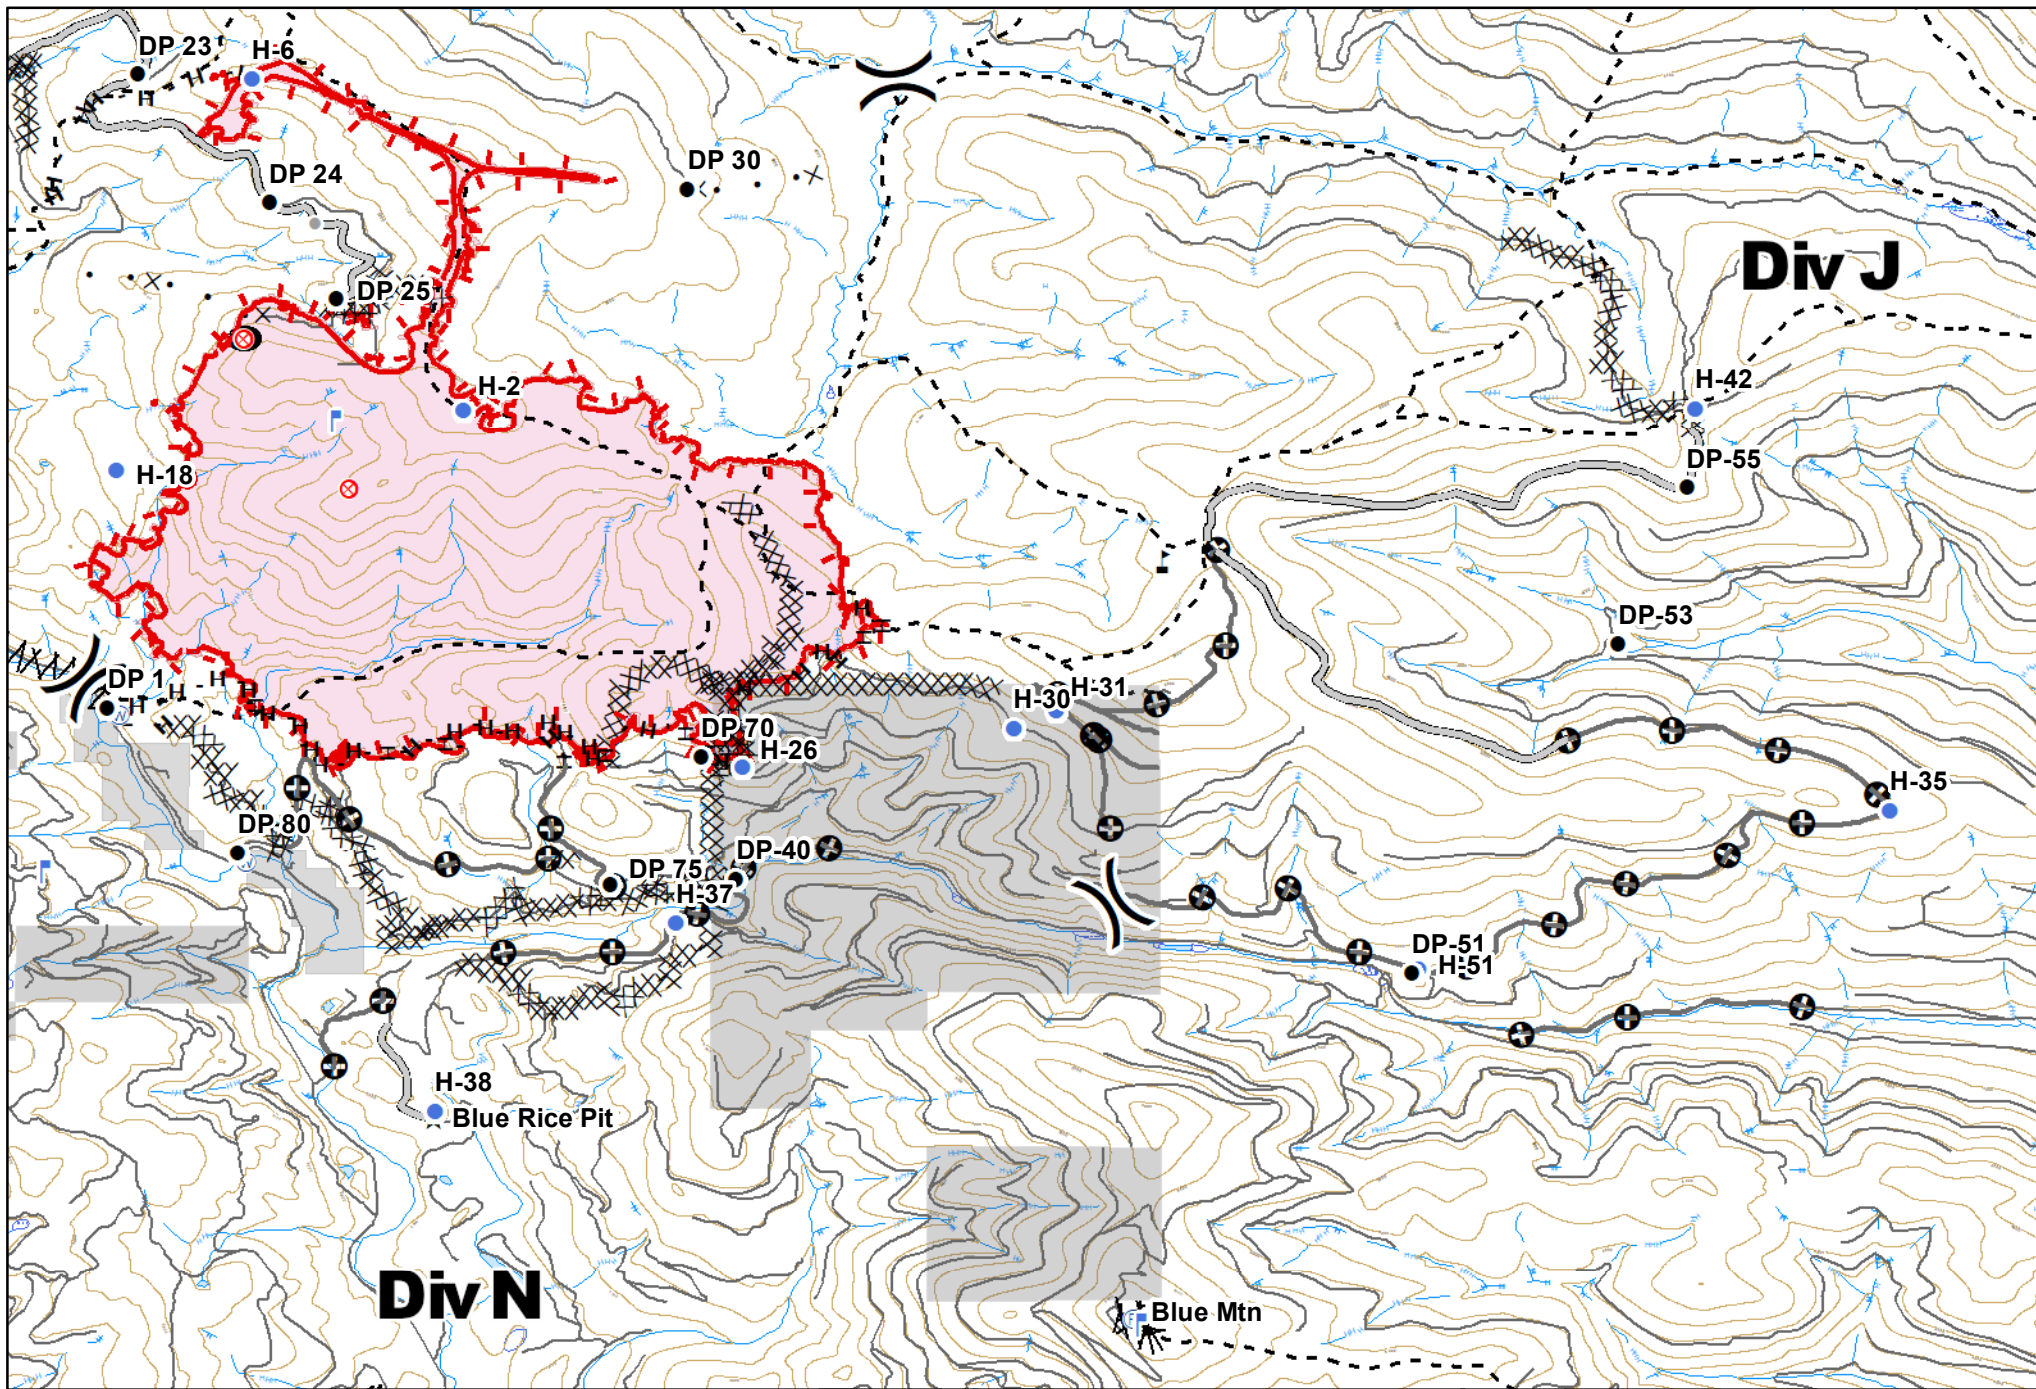 DP 23
H-6
DP 30
DP 24
Div J
DP 25
H-2
H-42
H-18
DP-55
DP-53
DP 1
H-30
H-31
DP 70
H-26
H-35
DP 80
DP-40
DP 75
H-37
DP-51
H-51
H-38
Blue Rice Pit
Div N
Blue Mtn